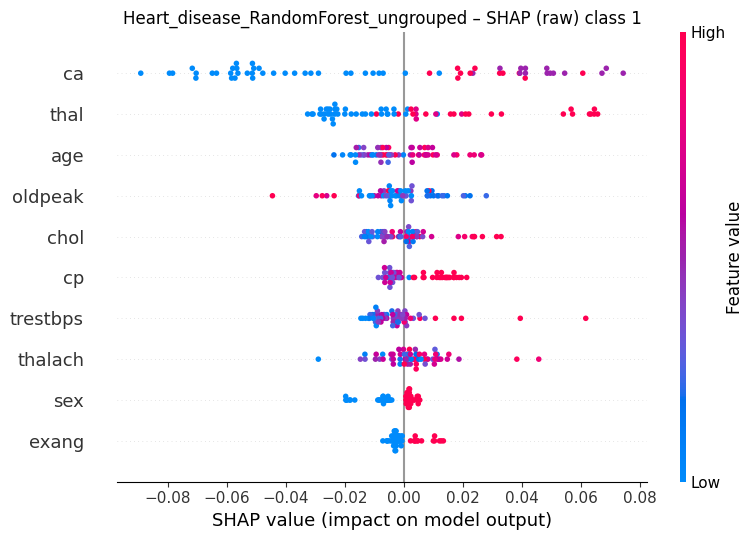 Heart_disease_RandomForest_ungrouped – SHAP (raw) class 1
High
ca
thal
age
oldpeak
chol
cp
trestbps
thalach
sex
exang
Feature value
Low
−0.08 −0.06 −0.04 −0.02 0.00 0.02 0.04 0.06 0.08
SHAP value (impact on model output)